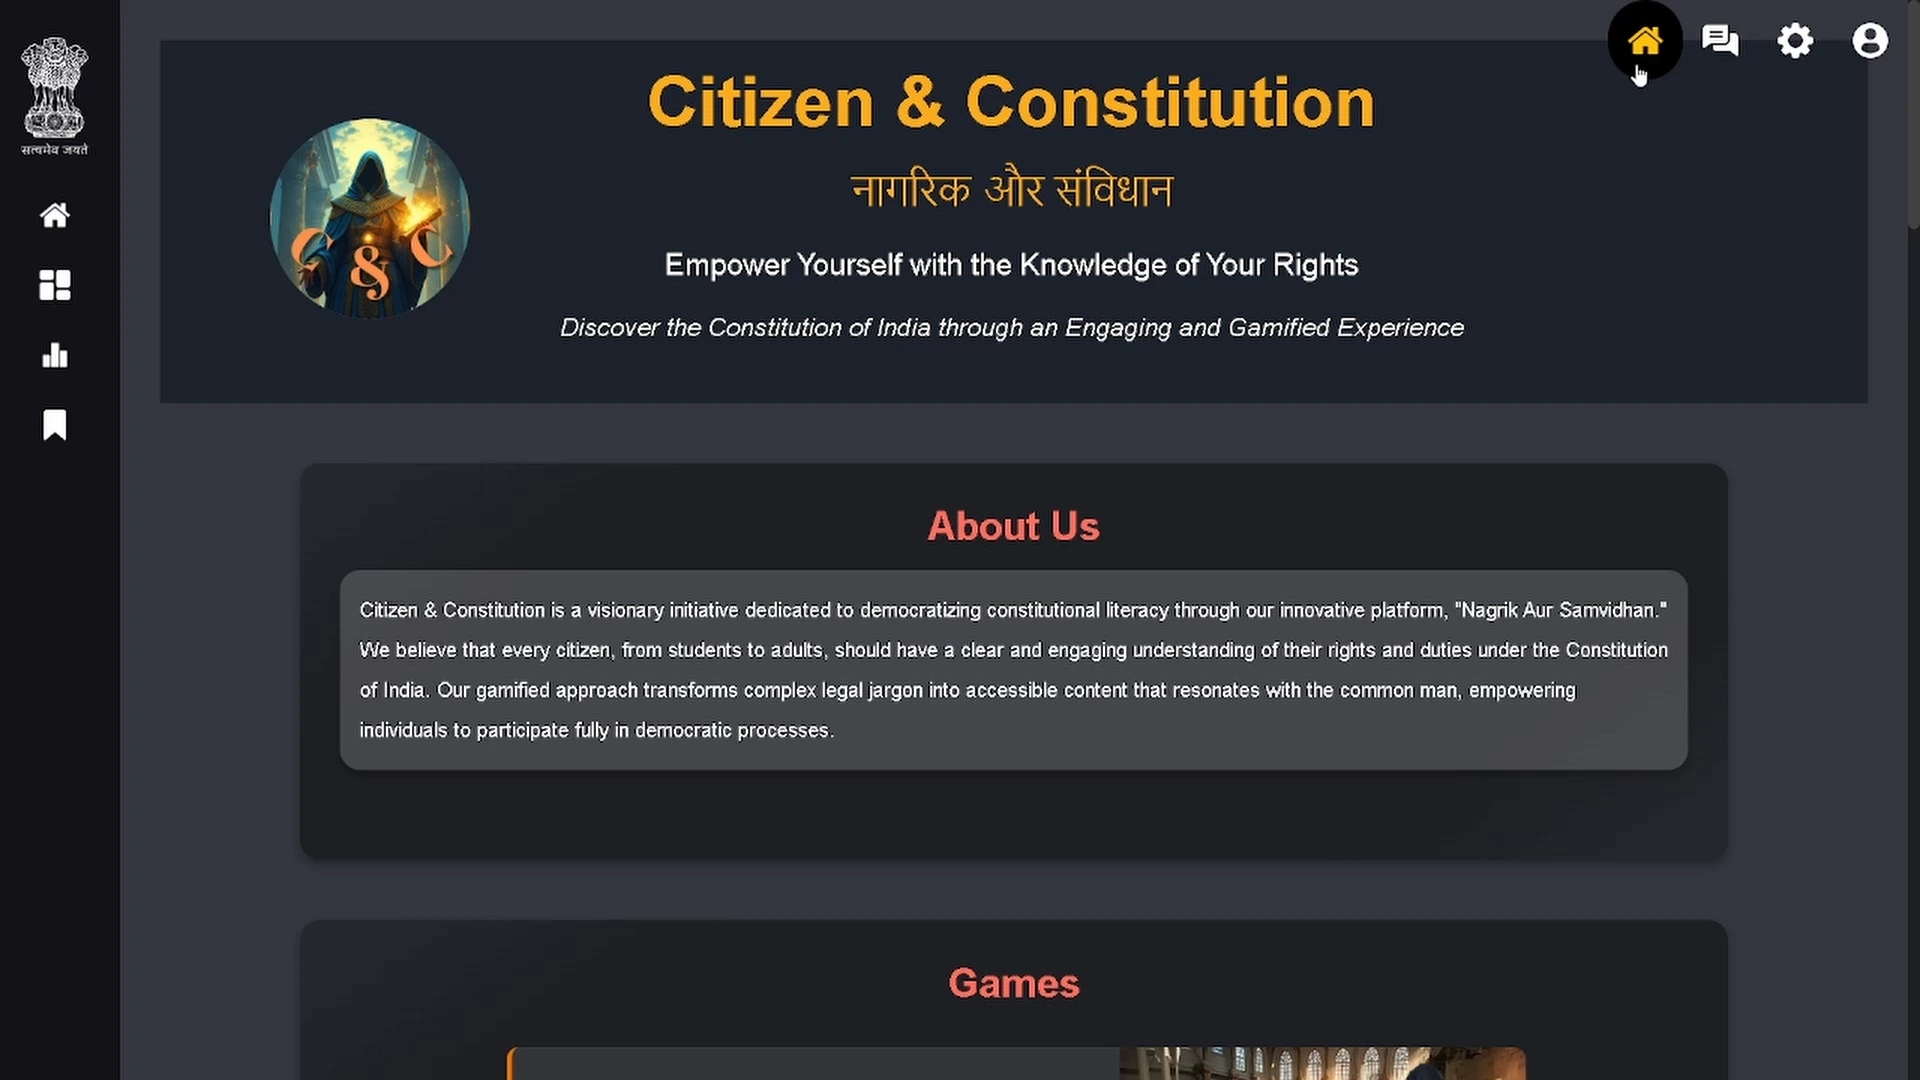 सत्यमेव जयते
Citizen & Constitution
नागरिक और संविधान
C & C
Empower Yourself with the Knowledge of Your Rights
Discover the Constitution of India through an Engaging and Gamified Experience
About Us
Citizen & Constitution is a visionary initiative dedicated to democratizing constitutional literacy through our innovative platform, "Nagrik Aur Samvidhan."
We believe that every citizen, from students to adults, should have a clear and engaging understanding of their rights and duties under the Constitution
of India. Our gamified approach transforms complex legal jargon into accessible content that resonates with the common man, empowering
individuals to participate fully in democratic processes.
Games